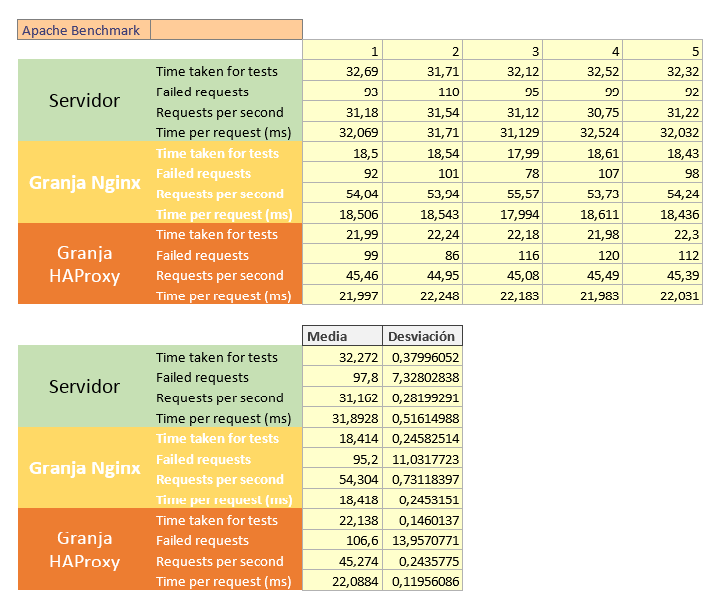 Apache Benchmark
1 2 3 4 5
Servidor
Time taken for tests 32,69 31,71 32,12 32,52 32,32
Failed requests 93 110 95 99 92
Requests per second 31,18 31,54 31,12 30,75 31,22
Time per request (ms) 32,069 31,71 31,129 32,524 32,032
Granja Nginx
Time taken for tests 18,5 18,54 17,99 18,61 18,43
Failed requests 92 101 78 107 98
Requests per second 54,04 53,94 55,57 53,73 54,24
Time per request (ms) 18,506 18,543 17,994 18,611 18,436
Granja
HAProxy
Time taken for tests 21,99 22,24 22,18 21,98 22,3
Failed requests 99 86 116 120 112
Requests per second 45,46 44,95 45,08 45,49 45,39
Time per request (ms) 21,997 22,248 22,183 21,983 22,031
Media Desviación
Servidor
Time taken for tests 32,272 0,37996052
Failed requests 97,8 7,32802838
Requests per second 31,162 0,28199291
Time per request (ms) 31,8928 0,51614988
Granja Nginx
Time taken for tests 18,414 0,24582514
Failed requests 95,2 11,0317723
Requests per second 54,304 0,73118397
Time per request (ms) 18,418 0,2453151
Granja
HAProxy
Time taken for tests 22,138 0,1460137
Failed requests 106,6 13,9570771
Requests per second 45,274 0,2435775
Time per request (ms) 22,0884 0,11956086